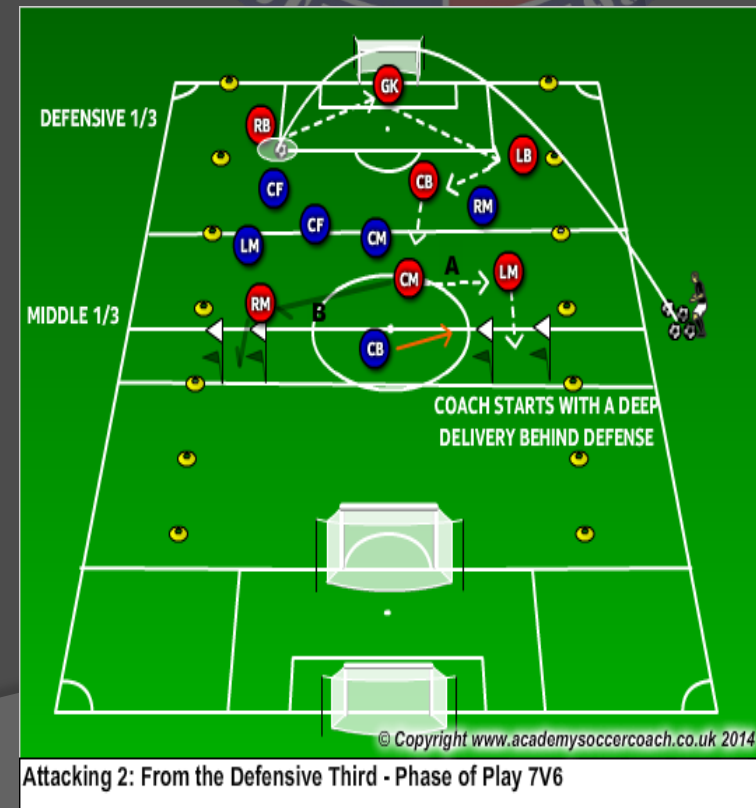 GK
DEFENSIVE 1/3
RB
LB
CB
CF
RM
CF
CM
LM
CM
A
LM
RM
B
MIDDLE 1/3
CB
COACH STARTS WITH A DEEP
DELIVERY BEHIND DEFENSE
© Copyright www.academysoccercoach.co.uk 2014
Attacking 2: From the Defensive Third - Phase of Play 7V6